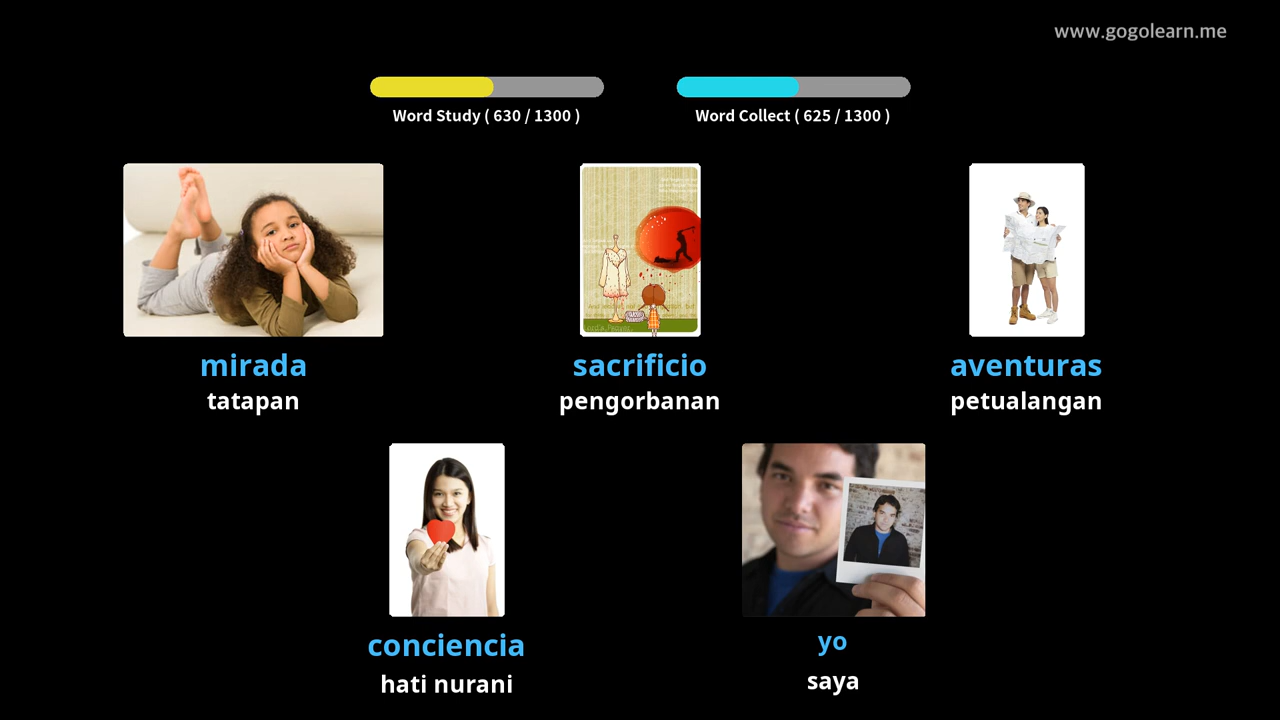 www.gogolearn.me
Word Study ( 630 / 1300 )
Word Collect ( 625 / 1300 )
mirada
tatapan
sacrificio
pengorbanan
aventuras
petualangan
conciencia
hati nurani
yo
saya